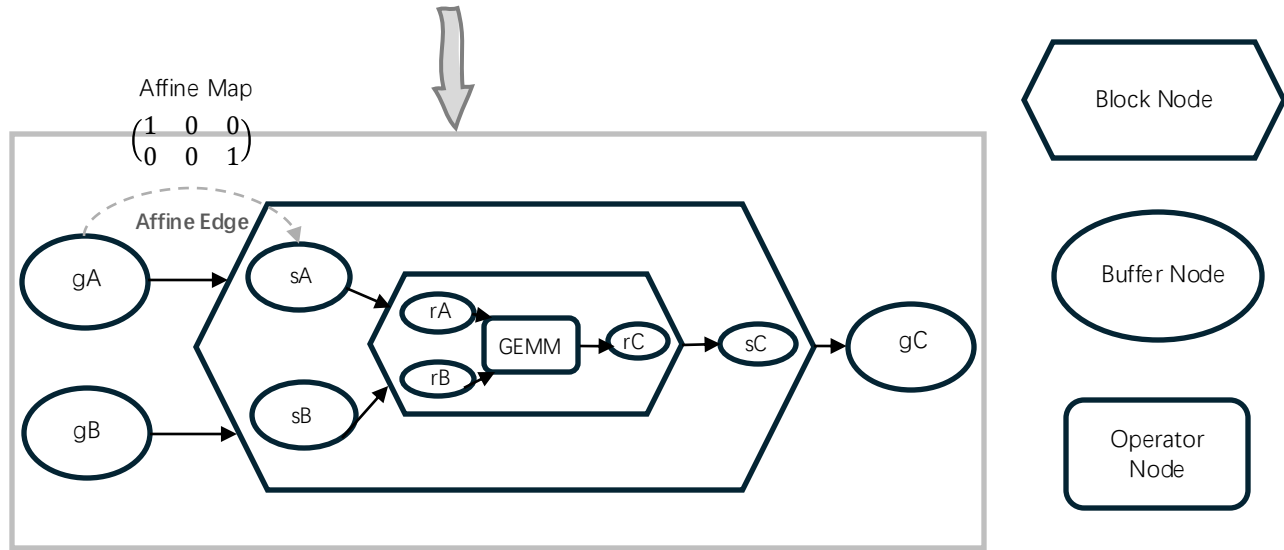 Affine Map
(1 0 0
0 0 1)
Affine Edge
gA
gB
sA
sB
rA
rB
GEMM
rC
sC
gC
Block Node
Buffer Node
Operator
Node